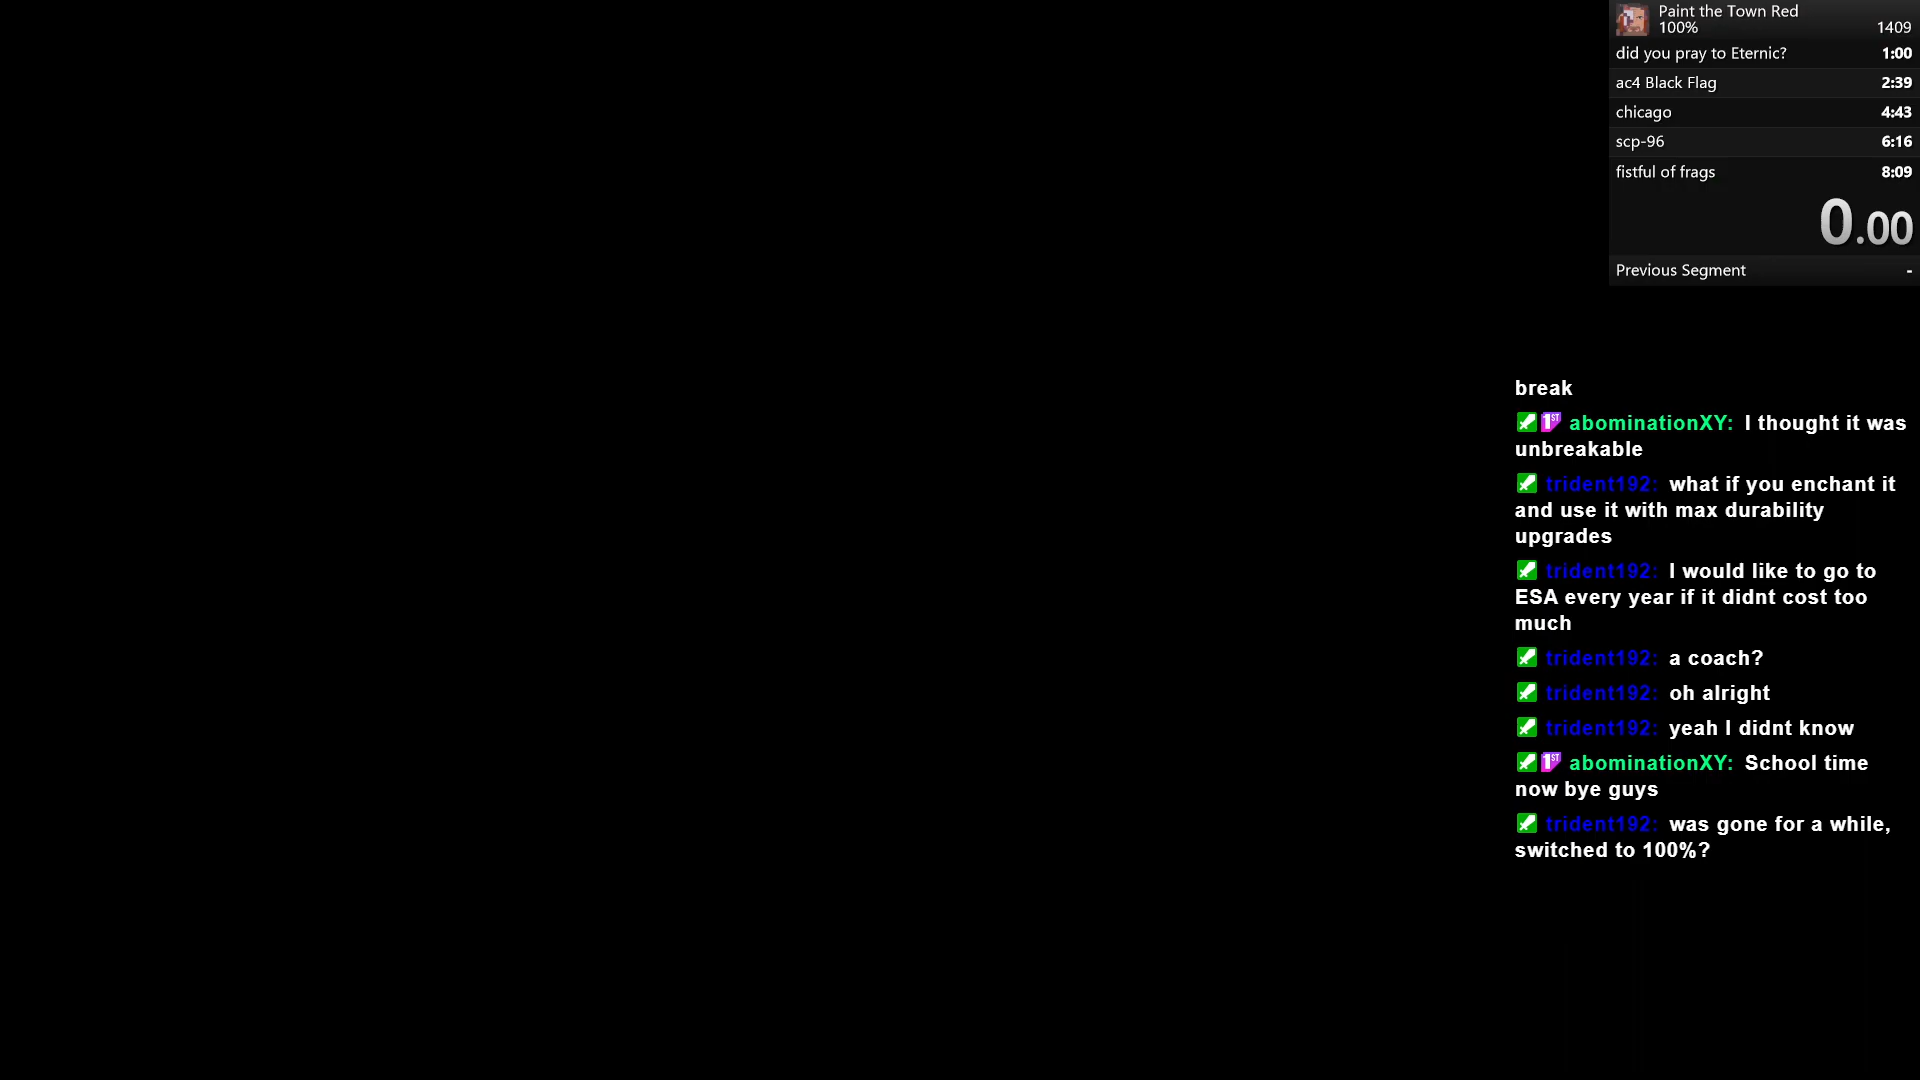 Paint the Town Red
100% 1409
did you pray to Eternic? 1:00
ac4 Black Flag 2:39
chicago 4:43
scp-96 6:16
fistful of frags 8:09
0.00
Previous Segment -
break
1ST abominationXY: I thought it was
unbreakable
trident192: what if you enchant it
and use it with max durability
upgrades
trident192: I would like to go to
ESA every year if it didnt cost too
much
trident192: a coach?
trident192: oh alright
trident192: yeah I didnt know
1ST abominationXY: School time
now bye guys
trident192: was gone for a while,
switched to 100%?